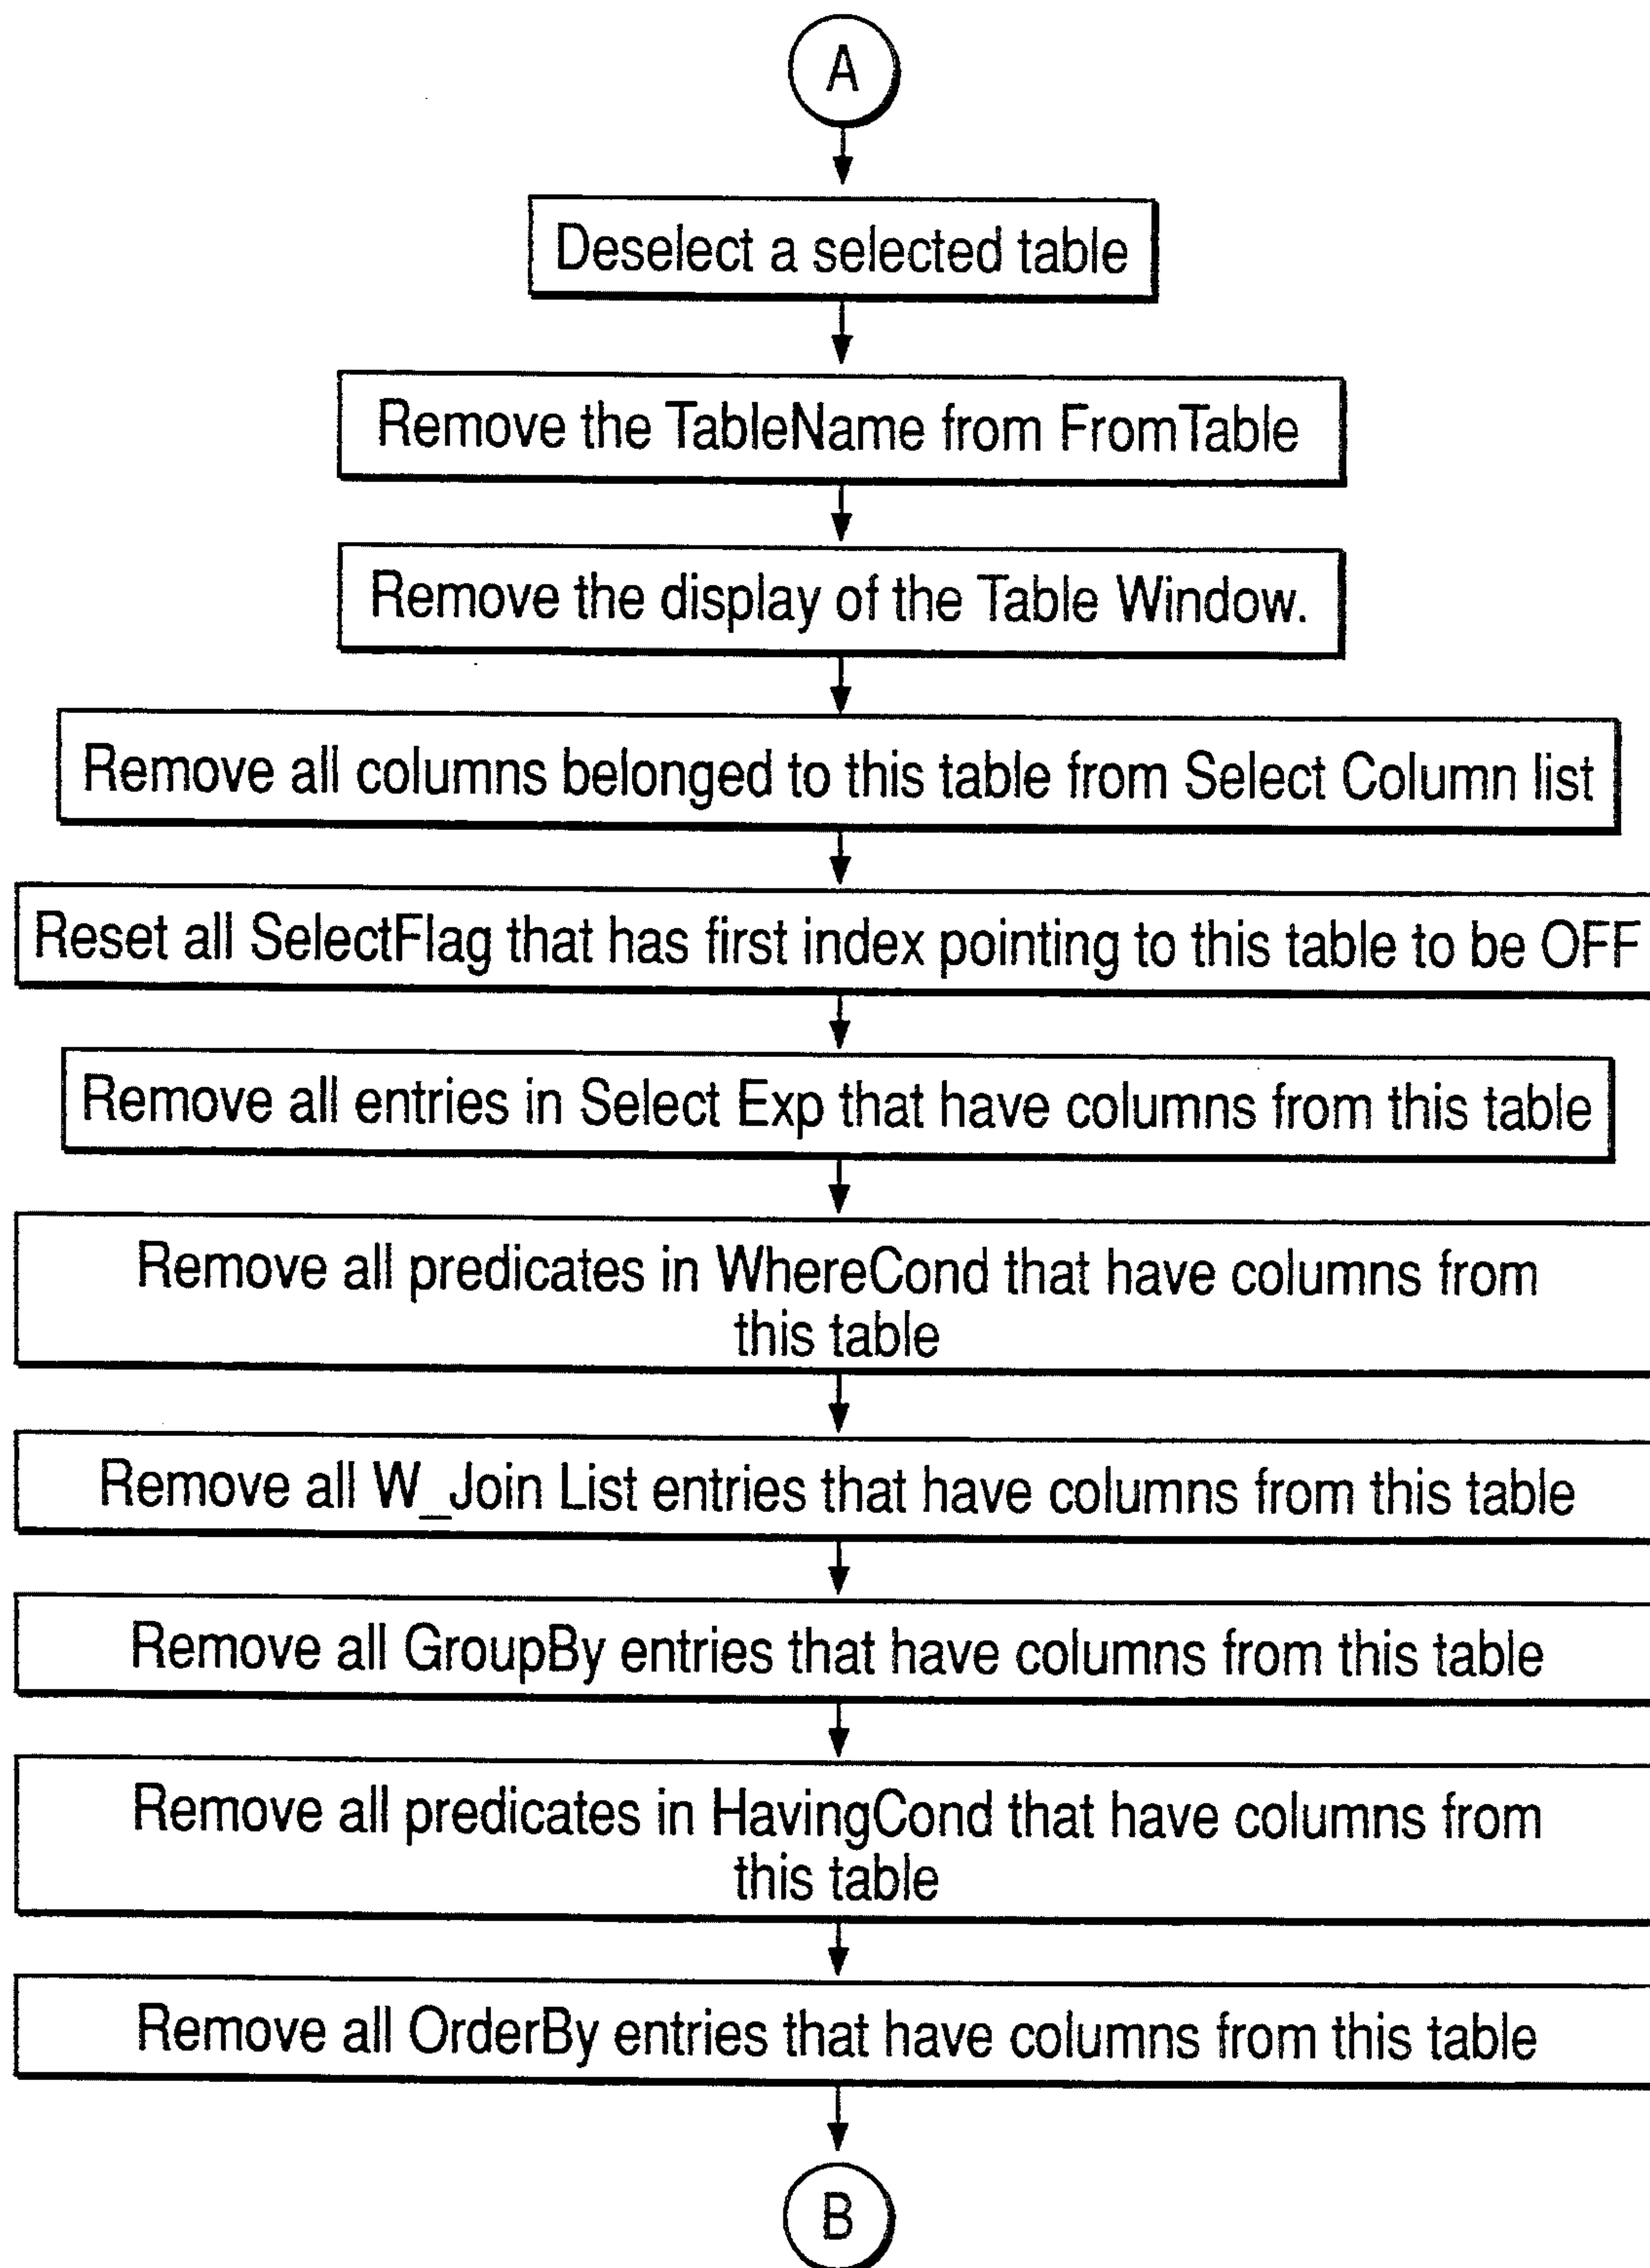 A
Deselect a selected table
Remove the TableName from FromTable
Remove the display of the Table Window.
Remove all columns belonged to this table from Select Column list
Reset all SelectFlag that has first index pointing to this table to be OFF
Remove all entries in Select Exp that have columns from this table
Remove all predicates in WhereCond that have columns from
this table
Remove all W_Join List entries that have columns from this table
Remove all GroupBy entries that have columns from this table
Remove all predicates in HavingCond that have columns from
this table
Remove all OrderBy entries that have columns from this table
B